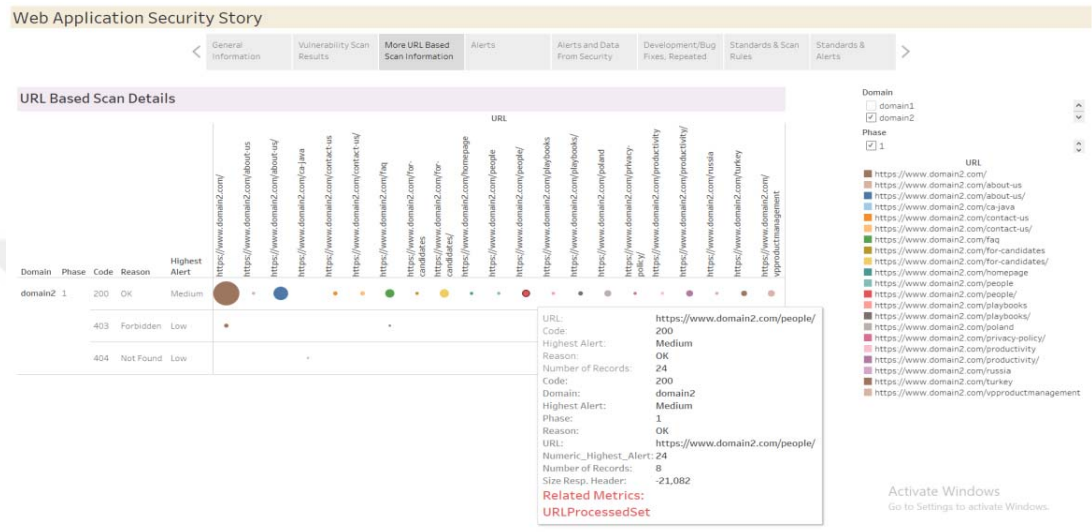 Web Application Security Story
<
General
Information
Vulnerability Scan
Results
More URL Based
Scan Information
Alerts
Alerts and Data
From Security
Development/Bug
Fixes, Repeated
Standards & Scan
Rules
Standards &
Alerts
>
URL Based Scan Details
URL
https://www.domain2.com/
https://www.domain2.com/about-us
https://www.domain2.com/about-us/
https://www.domain2.com/ca-java
https://www.domain2.com/contact-us
https://www.domain2.com/contact-us/
https://www.domain2.com/faq
https://www.domain2.com/for-
candidates
https://www.domain2.com/for-
candidates/
https://www.domain2.com/homepage
https://www.domain2.com/people
https://www.domain2.com/people/
https://www.domain2.com/playbooks
https://www.domain2.com/playbooks/
https://www.domain2.com/poland
https://www.domain2.com/privacy-
policy/
https://www.domain2.com/productivity
https://www.domain2.com/productivity/
https://www.domain2.com/russia
https://www.domain2.com/turkey
https://www.domain2.com/
vpproductmanagement
Domain Phase Code Reason Highest
Alert
domain2 1 200 OK Medium
403 Forbidden Low
404 Not Found Low
URL: https://www.domain2.com/people/
Code: 200
Highest Alert: Medium
Reason: OK
Number of Records: 24
Code: 200
Domain: domain2
Highest Alert: Medium
Phase: 1
Reason: OK
URL: https://www.domain2.com/people/
Numeric_Highest_Alert: 24
Number of Records: 8
Size Resp. Header: -21,082
Related Metrics:
URLProcessedSet
Domain
domain1
domain2
Phase
1
URL
https://www.domain2.com/
https://www.domain2.com/about-us
https://www.domain2.com/about-us/
https://www.domain2.com/ca-java
https://www.domain2.com/contact-us
https://www.domain2.com/contact-us/
https://www.domain2.com/faq
https://www.domain2.com/for-candidates
https://www.domain2.com/for-candidates/
https://www.domain2.com/homepage
https://www.domain2.com/people
https://www.domain2.com/people/
https://www.domain2.com/playbooks
https://www.domain2.com/playbooks/
https://www.domain2.com/poland
https://www.domain2.com/privacy-policy/
https://www.domain2.com/productivity
https://www.domain2.com/productivity/
https://www.domain2.com/russia
https://www.domain2.com/turkey
https://www.domain2.com/vpproductmanagement
Activate Windows
Go to Settings to activate Windows.